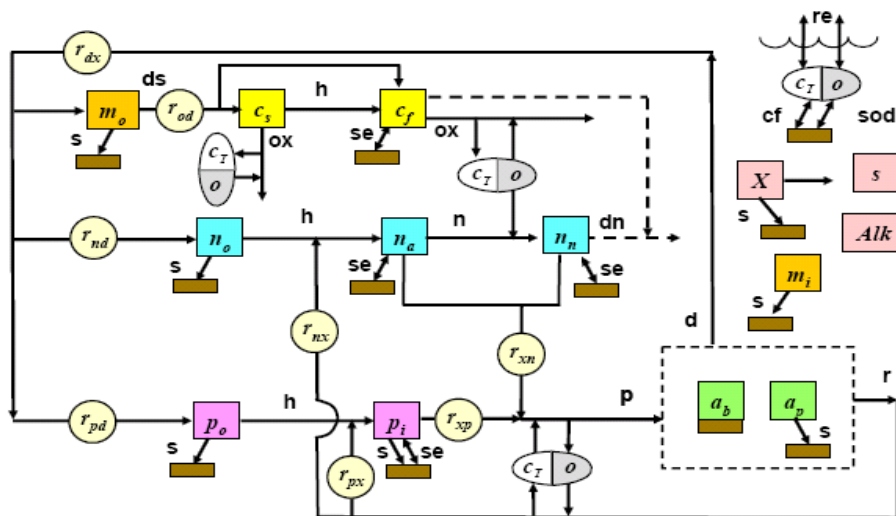 re
r_dx
ds
c_T o
m_o r_od c_s h c_f
cf sod
s ox se ox
c_T o
c_T o
X s
s
Alk
r_nd n_o h n_a n n_n dn
m_i
s se se
s
r_nx r_xn d
r
r_pd p_o h p_i r_xp p a_b a_p
s s se s
r_px c_T o